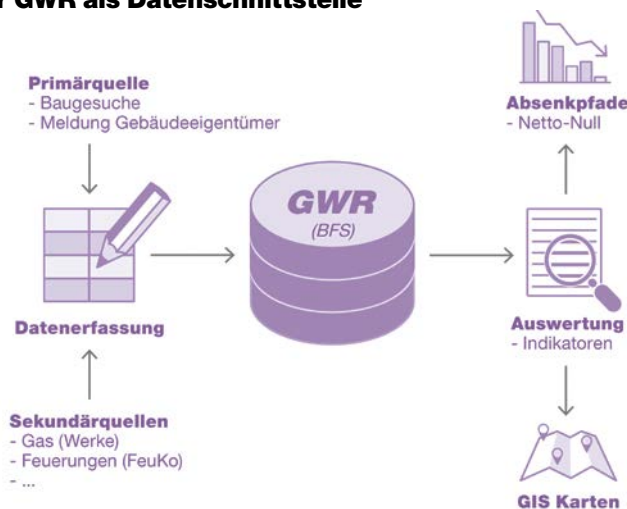 GWR als Datenschnittstelle
Primärquelle
- Baugesuche
- Meldung Gebäudeeigentümer
Datenerfassung
Sekundärquellen
- Gas (Werke)
- Feuerungen (FeuKo)
- ...
GWR
(BFS)
Absenkpfade
- Netto-Null
Auswertung
- Indikatoren
GIS Karten